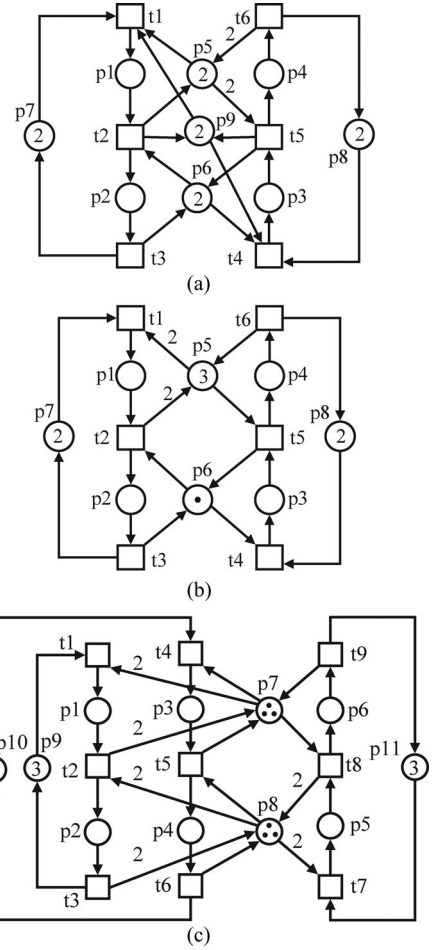 t1 t6
p5 2
p1 2 p4
2
p7
2 2 p9 2
t2 t5
p6 p8
p2 2 p3
t3 t4
(a)
t1 t6
2 p5
p1 3 p4
2
p7 p8
2 t2 t5 2
p6
p2 p3
t3 t4
(b)
t1 t4 t9
2 p7
p1 p3 p6
p10 p9 2 p11
3 t2 t5 t8 3
2 p8 2
p2 p4 p5
2 2
t3 t6 t7
(c)